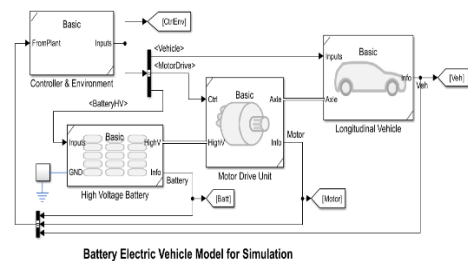 Basic
[CtrlEnv]
FromPlant
Inputs
Controller & Environment
<Vehicle>
<MotorDrive>
<BatteryHV>
Basic
Inputs
Info
Veh
[Veh]
Axle
Longitudinal Vehicle
Basic
Ctrl
Axle
HighV
Info
Motor
Motor Drive Unit
Basic
Inputs
HighV
GND
Info
Battery
High Voltage Battery
[Batt]
[Motor]
Battery Electric Vehicle Model for Simulation